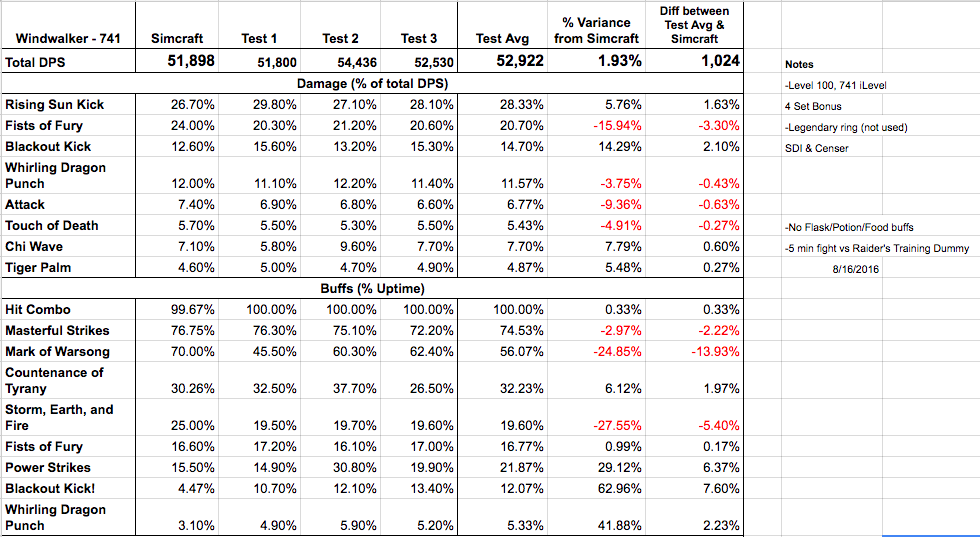 Diff between
% Variance Test Avg &
Windwalker - 741 Simcraft Test 1 Test 2 Test 3 Test Avg from Simcraft Simcraft
Total DPS 51,898 51,800 54,436 52,530 52,922 1.93% 1,024 Notes
Damage (% of total DPS) -Level 100, 741 iLevel
Rising Sun Kick 26.70% 29.80% 27.10% 28.10% 28.33% 5.76% 1.63% 4 Set Bonus
Fists of Fury 24.00% 20.30% 21.20% 20.60% 20.70% -15.94% -3.30% -Legendary ring (not used)
Blackout Kick 12.60% 15.60% 13.20% 15.30% 14.70% 14.29% 2.10% SDI & Censer
Whirling Dragon
Punch 12.00% 11.10% 12.20% 11.40% 11.57% -3.75% -0.43%
Attack 7.40% 6.90% 6.80% 6.60% 6.77% -9.36% -0.63%
Touch of Death 5.70% 5.50% 5.30% 5.50% 5.43% -4.91% -0.27% -No Flask/Potion/Food buffs
Chi Wave 7.10% 5.80% 9.60% 7.70% 7.70% 7.79% 0.60% -5 min fight vs Raider's Training Dummy
Tiger Palm 4.60% 5.00% 4.70% 4.90% 4.87% 5.48% 0.27% 8/16/2016
Buffs (% Uptime)
Hit Combo 99.67% 100.00% 100.00% 100.00% 100.00% 0.33% 0.33%
Masterful Strikes 76.75% 76.30% 75.10% 72.20% 74.53% -2.97% -2.22%
Mark of Warsong 70.00% 45.50% 60.30% 62.40% 56.07% -24.85% -13.93%
Countenance of
Tyrany 30.26% 32.50% 37.70% 26.50% 32.23% 6.12% 1.97%
Storm, Earth, and
Fire 25.00% 19.50% 19.70% 19.60% 19.60% -27.55% -5.40%
Fists of Fury 16.60% 17.20% 16.10% 17.00% 16.77% 0.99% 0.17%
Power Strikes 15.50% 14.90% 30.80% 19.90% 21.87% 29.12% 6.37%
Blackout Kick! 4.47% 10.70% 12.10% 13.40% 12.07% 62.96% 7.60%
Whirling Dragon
Punch 3.10% 4.90% 5.90% 5.20% 5.33% 41.88% 2.23%